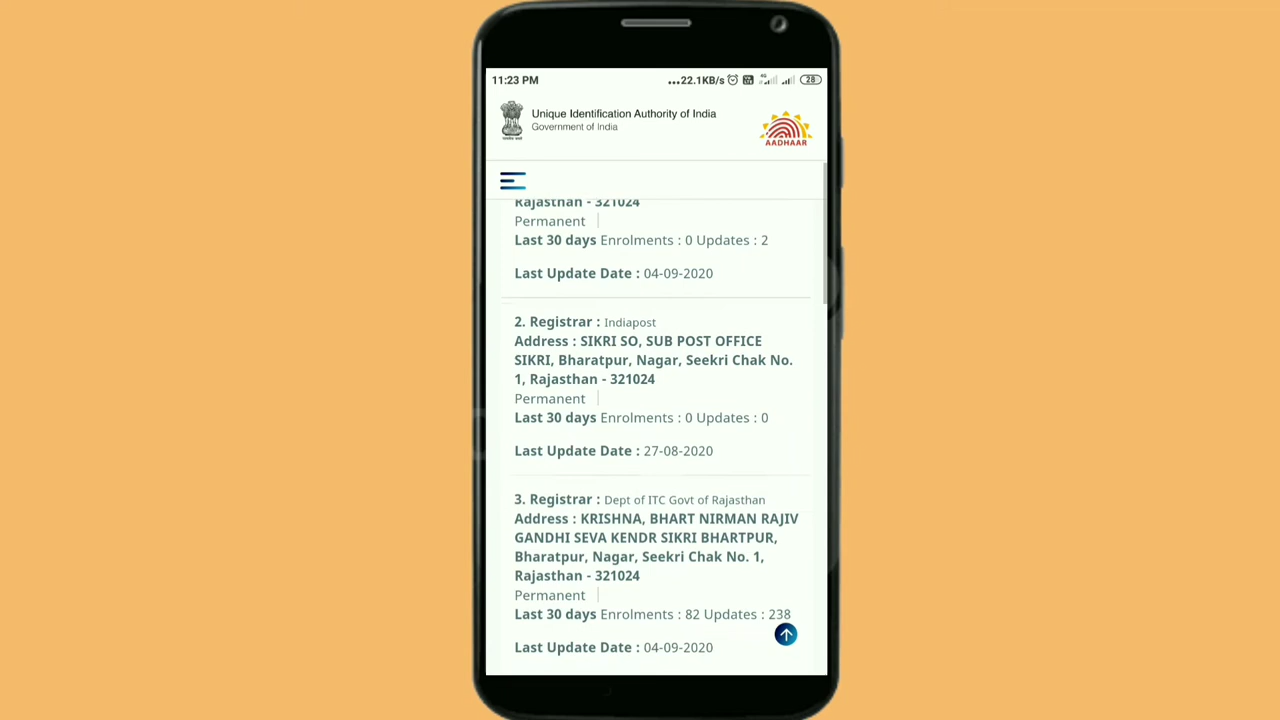 11:23 PM
...22.1KB/s 4G 28
Unique Identification Authority of India
Government of India
AADHAAR
Rajasthan - 321024
Permanent
Last 30 days Enrolments : 0 Updates : 2
Last Update Date : 04-09-2020
2. Registrar : Indiapost
Address : SIKRI SO, SUB POST OFFICE
SIKRI, Bharatpur, Nagar, Seekri Chak No.
1, Rajasthan - 321024
Permanent
Last 30 days Enrolments : 0 Updates : 0
Last Update Date : 27-08-2020
3. Registrar : Dept of ITC Govt of Rajasthan
Address : KRISHNA, BHART NIRMAN RAJIV
GANDHI SEVA KENDR SIKRI BHARTPUR,
Bharatpur, Nagar, Seekri Chak No. 1,
Rajasthan - 321024
Permanent
Last 30 days Enrolments : 82 Updates : 238
Last Update Date : 04-09-2020